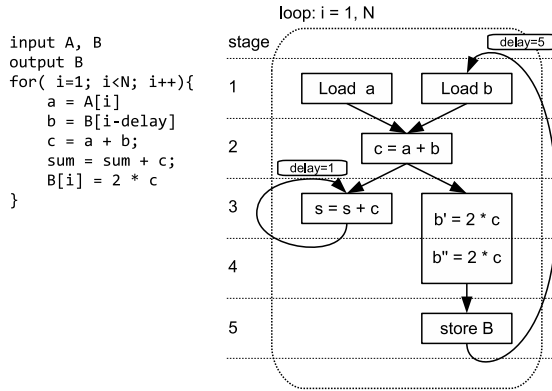 loop: i = 1, N
input A, B
output B
for( i=1; i<N; i++){
a = A[i]
b = B[i-delay]
c = a + b;
sum = sum + c;
B[i] = 2 * c
}
stage
delay=5
1
Load a
Load b
2
c = a + b
delay=1
3
s = s + c
b' = 2 * c
4
b'' = 2 * c
5
store B